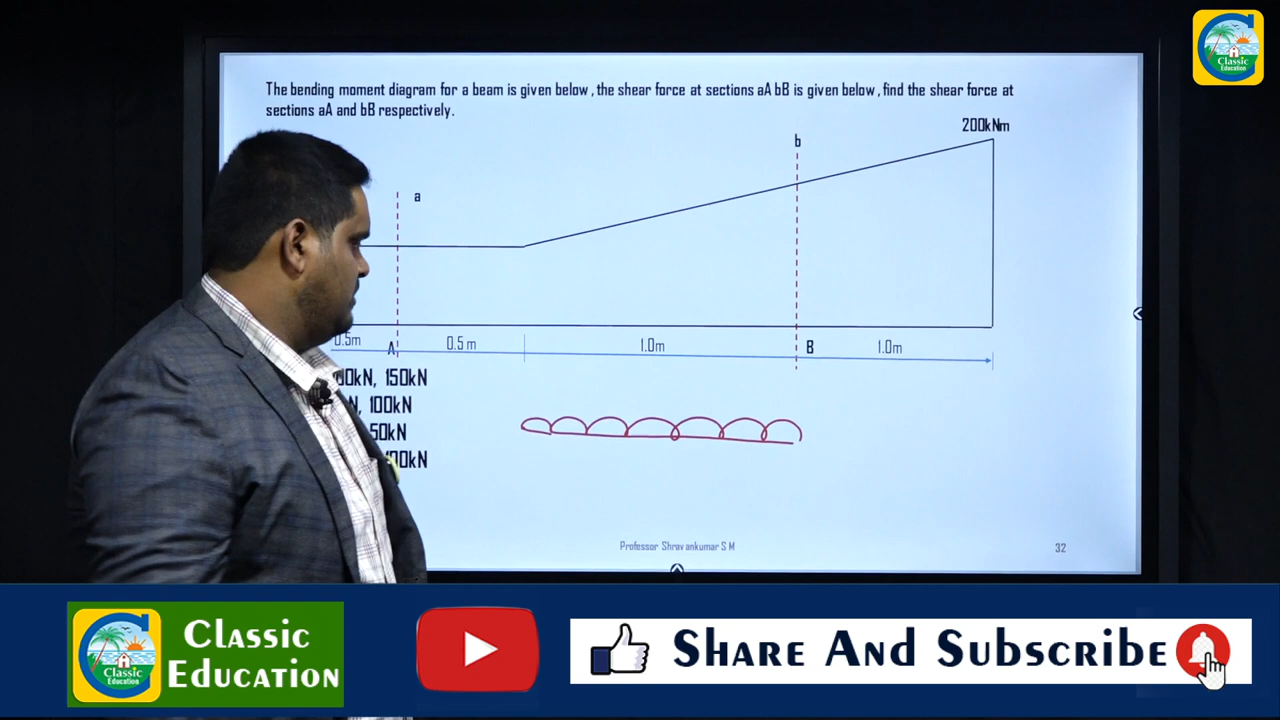 The bending moment diagram for a beam is given below, the shear force at sections aA bB is given below, find the shear force at
sections aA and bB respectively.
200kNm
b
a
0.5m
A
0.5 m
1.0m
B
1.0m
150kN
100kN
50kN
Professor Shravankumar S M
32
Classic
Education
Classic
Education
Classic
Education
Share And Subscribe